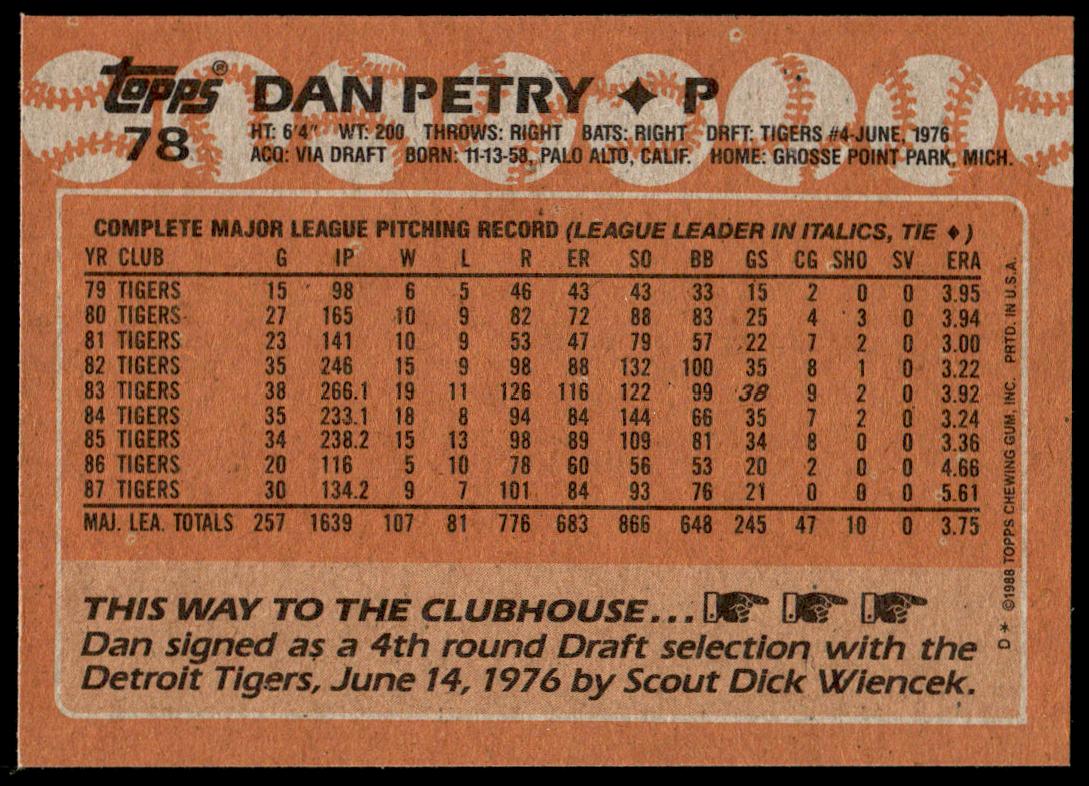 topps® DAN PETRY ✦ P
78
HT: 6'4" WT: 200 THROWS: RIGHT BATS: RIGHT DRFT: TIGERS #4-JUNE, 1976
ACQ: VIA DRAFT BORN: 11-13-58, PALO ALTO, CALIF. HOME: GROSSE POINT PARK, MICH.
COMPLETE MAJOR LEAGUE PITCHING RECORD (LEAGUE LEADER IN ITALICS, TIE ♦)
YR CLUB G IP W L R ER SO BB GS CG SHO SV ERA
79 TIGERS 15 98 6 5 46 43 43 33 15 2 0 0 3.95
80 TIGERS 27 165 10 9 82 72 88 83 25 4 3 0 3.94
81 TIGERS 23 141 10 9 53 47 79 57 22 7 2 0 3.00
82 TIGERS 35 246 15 9 98 88 132 100 35 8 1 0 3.22
83 TIGERS 38 266.1 19 11 126 116 122 99 38 9 2 0 3.92
84 TIGERS 35 233.1 18 8 94 84 144 66 35 7 2 0 3.24
85 TIGERS 34 238.2 15 13 98 89 109 81 34 8 0 0 3.36
86 TIGERS 20 116 5 10 78 60 56 53 20 2 0 0 4.66
87 TIGERS 30 134.2 9 7 101 84 93 76 21 0 0 0 5.61
MAJ. LEA. TOTALS 257 1639 107 81 776 683 866 648 245 47 10 0 3.75
THIS WAY TO THE CLUBHOUSE...
Dan signed as a 4th round Draft selection with the
Detroit Tigers, June 14, 1976 by Scout Dick Wiencek.
D* ©1988 TOPPS CHEWING GUM, INC. PRTD. IN U.S.A.